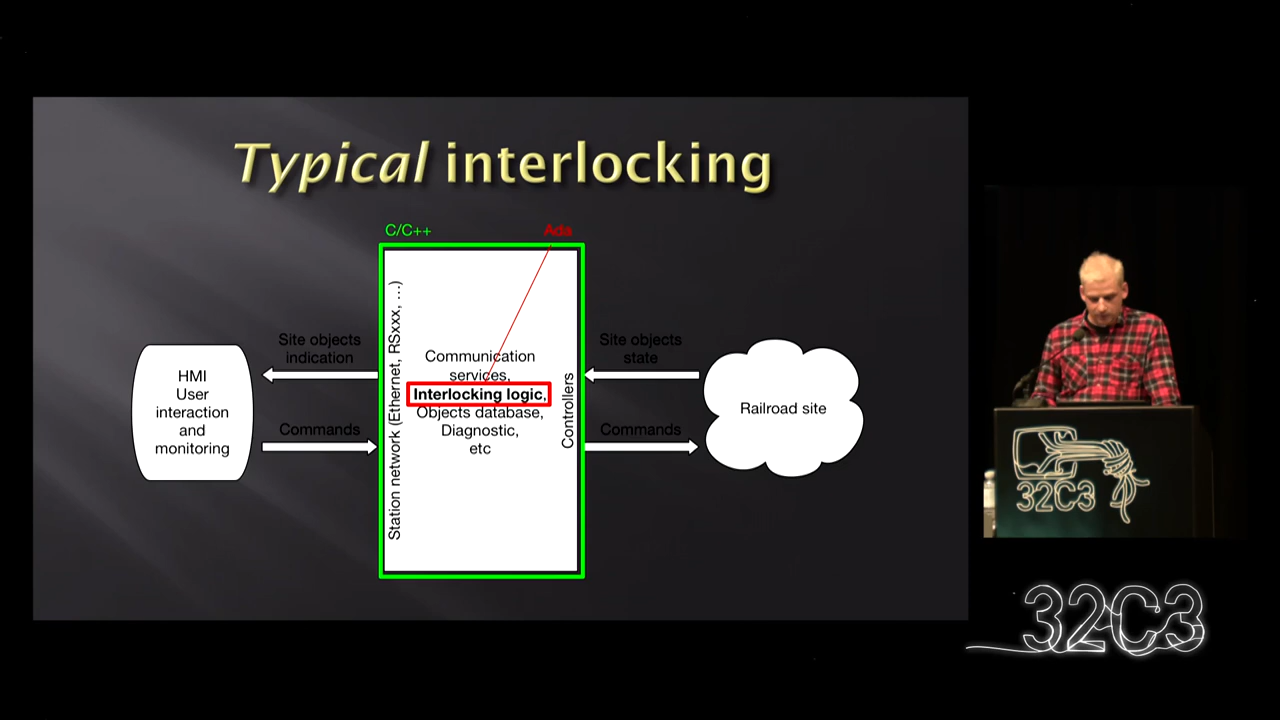 Typical interlocking
C/C++
Ada
Site objects
indication
HMI
User
interaction
and
monitoring
Commands
Station network (Ethernet, RSxxx, ...)
Communication
services,
Interlocking logic,
Objects database,
Diagnostic,
etc
Controllers
Site objects
state
Commands
Railroad site
32C3
32C3